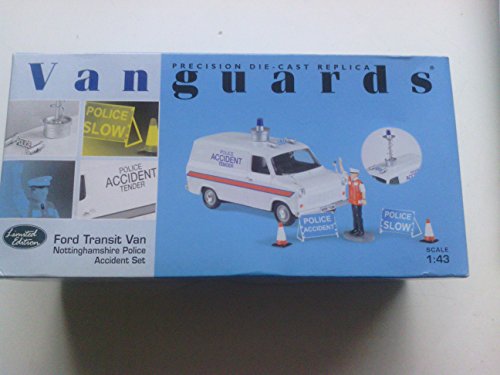 PRECISION DIE-CAST REPLICA
Vanguards®
POLICE
SLOW
POLICE
POLICE
ACCIDENT
TENDER
POLICE
ACCIDENT
TENDER
POLICE
ACCIDENT
POLICE
SLOW
Limited
Edition
Ford Transit Van
Nottinghamshire Police
Accident Set
SCALE
1:43